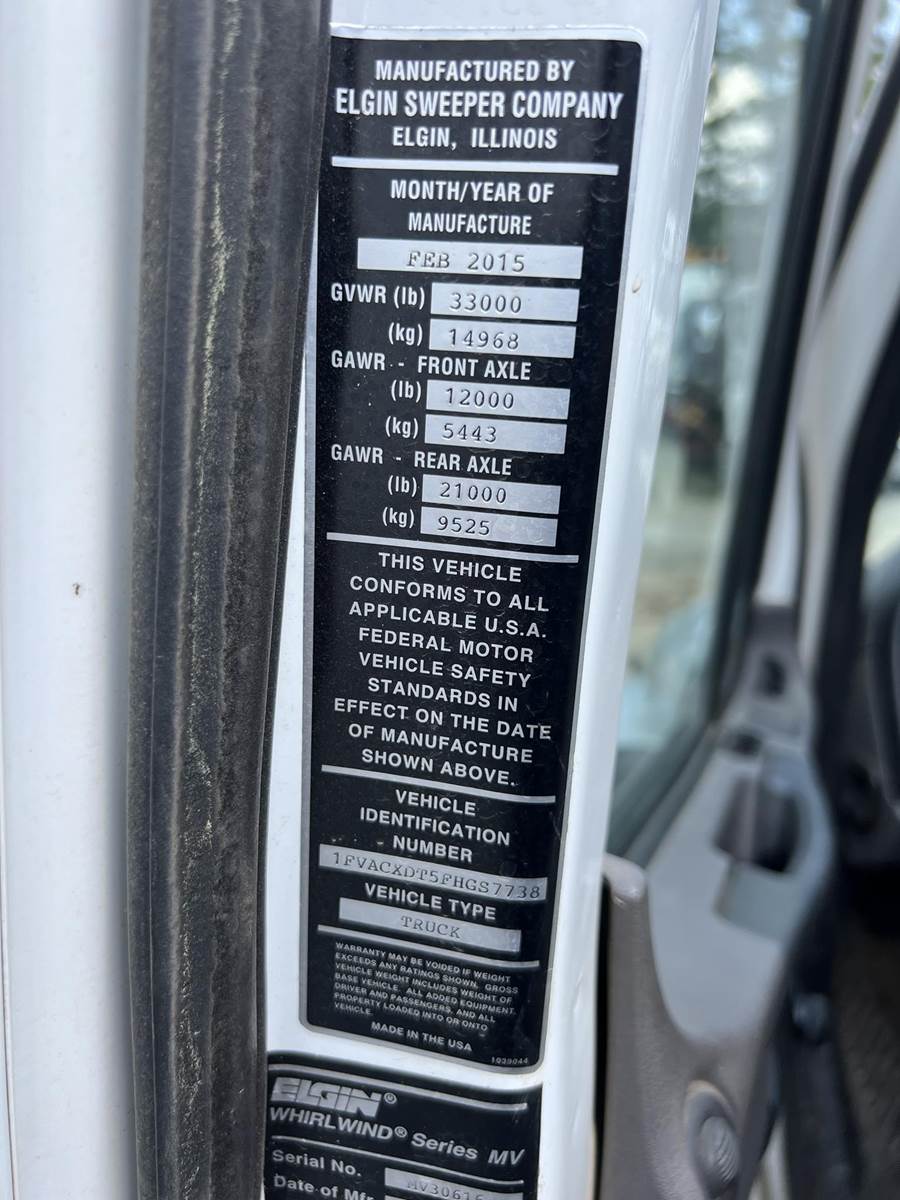 MANUFACTURED BY
ELGIN SWEEPER COMPANY
ELGIN, ILLINOIS
MONTH/YEAR OF
MANUFACTURE
FEB 2015
GVWR (lb) 33000
(kg) 14968
GAWR - FRONT AXLE
(lb) 12000
(kg) 5443
GAWR - REAR AXLE
(lb) 21000
(kg) 9525
THIS VEHICLE
CONFORMS TO ALL
APPLICABLE U.S.A.
FEDERAL MOTOR
VEHICLE SAFETY
STANDARDS IN
EFFECT ON THE DATE
OF MANUFACTURE
SHOWN ABOVE.
VEHICLE
IDENTIFICATION
NUMBER
1FVACXDT5FHGS7738
VEHICLE TYPE
TRUCK
WARRANTY MAY BE VOIDED IF WEIGHT
EXCEEDS ANY RATINGS SHOWN. GROSS
VEHICLE WEIGHT INCLUDES WEIGHT OF
BASE VEHICLE, ALL ADDED EQUIPMENT,
DRIVER AND PASSENGERS, AND ALL
PROPERTY LOADED INTO OR ONTO
VEHICLE.
MADE IN THE USA
1039044
ELGIN®
WHIRLWIND® Series MV
Serial No.
Date of Mfr